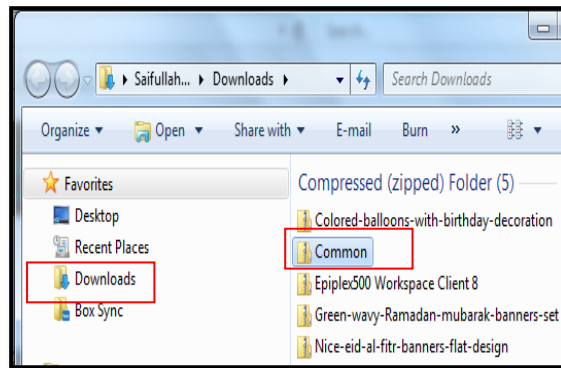 Saifullah... Downloads Search Downloads
Organize Open Share with E-mail Burn »
Favorites
Desktop
Recent Places
Downloads
Box Sync
Compressed (zipped) Folder (5)
Colored-balloons-with-birthday-decoration
Common
Epiplex500 Workspace Client 8
Green-wavy-Ramadan-mubarak-banners-set
Nice-eid-al-fitr-banners-flat-design